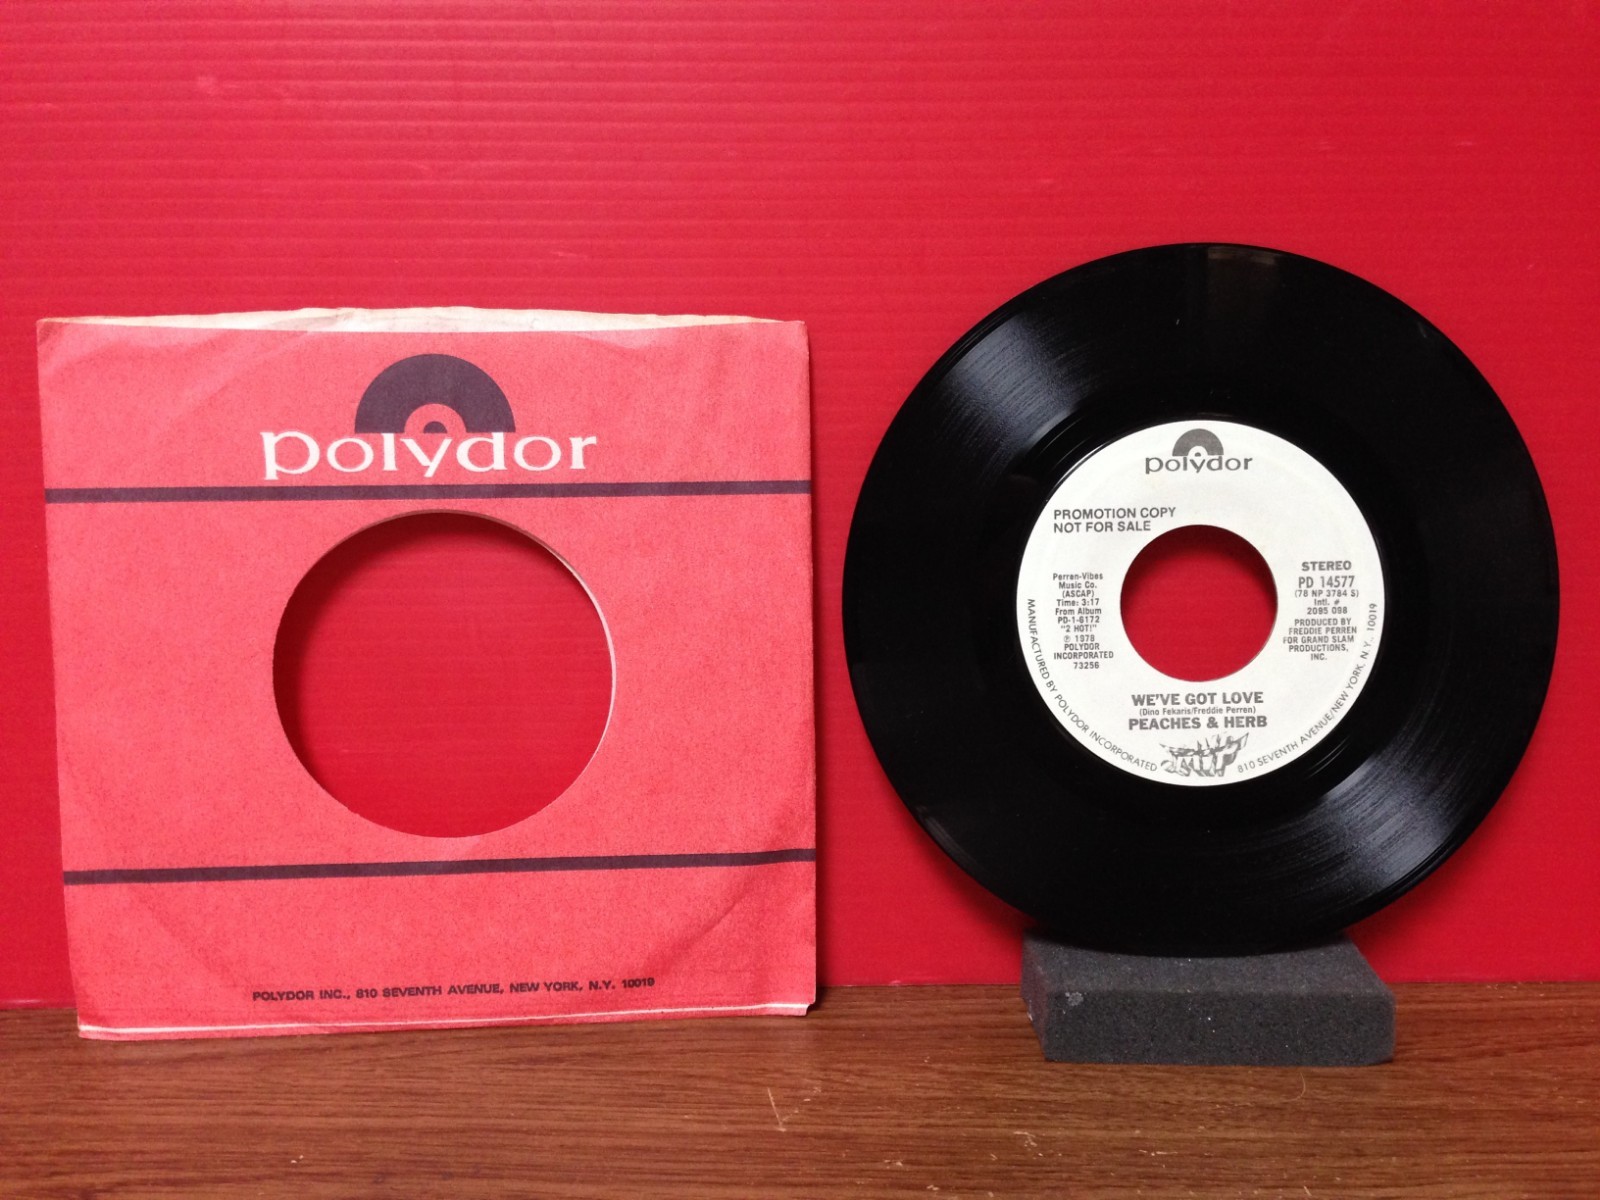 polydor
POLYDOR INC., 810 SEVENTH AVENUE, NEW YORK, N.Y. 10019
polydor
PROMOTION COPY
NOT FOR SALE
Perren-Vibes
Music Co.
(ASCAP)
Time: 3:17
From Album
PD-1-6172
"2 HOT!"
℗ 1978
POLYDOR
INCORPORATED
73256
STEREO
PD 14577
(78 NP 3784 S)
Intl. #
2095 098
PRODUCED BY
FREDDIE PERREN
FOR GRAND SLAM
PRODUCTIONS,
INC.
WE'VE GOT LOVE
(Dino Fekaris/Freddie Perren)
PEACHES & HERB
MANUFACTURED BY POLYDOR INCORPORATED 810 SEVENTH AVENUE/NEW YORK, N.Y. 10019